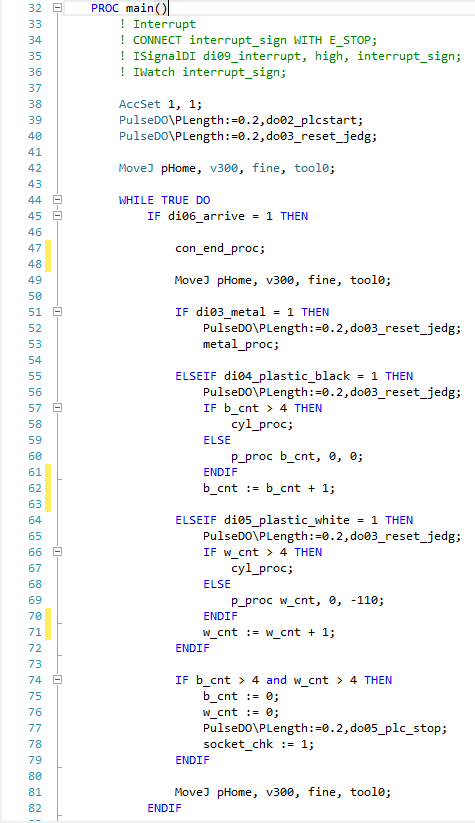 32 PROC main()
33 ! Interrupt
34 ! CONNECT interrupt_sign WITH E_STOP;
35 ! ISignalDI di09_interrupt, high, interrupt_sign;
36 ! IWatch interrupt_sign;
37
38 AccSet 1, 1;
39 PulseDO\PLength:=0.2,do02_plcstart;
40 PulseDO\PLength:=0.2,do03_reset_jedg;
41
42 MoveJ pHome, v300, fine, tool0;
43
44 WHILE TRUE DO
45 IF di06_arrive = 1 THEN
46
47 con_end_proc;
48
49 MoveJ pHome, v300, fine, tool0;
50
51 IF di03_metal = 1 THEN
52 PulseDO\PLength:=0.2,do03_reset_jedg;
53 metal_proc;
54
55 ELSEIF di04_plastic_black = 1 THEN
56 PulseDO\PLength:=0.2,do03_reset_jedg;
57 IF b_cnt > 4 THEN
58 cyl_proc;
59 ELSE
60 p_proc b_cnt, 0, 0;
61 ENDIF
62 b_cnt := b_cnt + 1;
63
64 ELSEIF di05_plastic_white = 1 THEN
65 PulseDO\PLength:=0.2,do03_reset_jedg;
66 IF w_cnt > 4 THEN
67 cyl_proc;
68 ELSE
69 p_proc w_cnt, 0, -110;
70 ENDIF
71 w_cnt := w_cnt + 1;
72 ENDIF
73
74 IF b_cnt > 4 and w_cnt > 4 THEN
75 b_cnt := 0;
76 w_cnt := 0;
77 PulseDO\PLength:=0.2,do05_plc_stop;
78 socket_chk := 1;
79 ENDIF
80
81 MoveJ pHome, v300, fine, tool0;
82 ENDIF